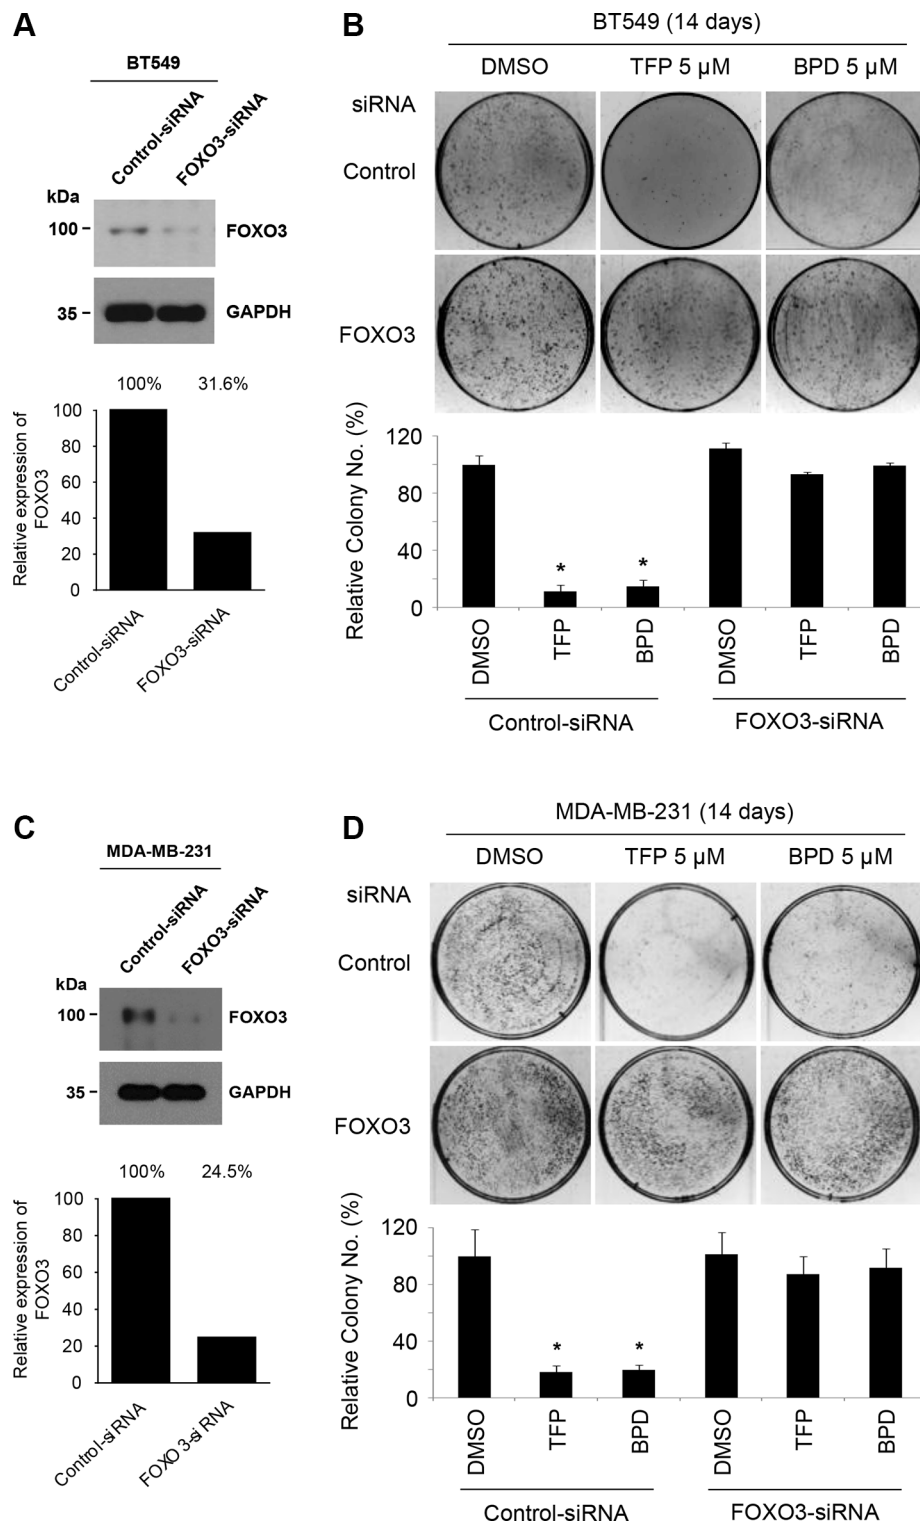 A
BT549
Control-siRNA
FOXO3-siRNA
kDa
100
FOXO3
35
GAPDH
100%
31.6%
Relative expression of
FOXO3
100
80
60
40
20
0
Control-siRNA
FOXO3-siRNA
B
BT549 (14 days)
DMSO
TFP 5 µM
BPD 5 µM
siRNA
Control
FOXO3
Relative Colony No. (%)
120
80
40
0
*
*
DMSO
TFP
BPD
DMSO
TFP
BPD
Control-siRNA
FOXO3-siRNA
C
MDA-MB-231
Control-siRNA
FOXO3-siRNA
kDa
100
FOXO3
35
GAPDH
100%
24.5%
Relative expression of
FOXO3
100
80
60
40
20
0
Control-siRNA
FOXO3-siRNA
D
MDA-MB-231 (14 days)
DMSO
TFP 5 µM
BPD 5 µM
siRNA
Control
FOXO3
Relative Colony No. (%)
120
80
40
0
*
*
DMSO
TFP
BPD
DMSO
TFP
BPD
Control-siRNA
FOXO3-siRNA